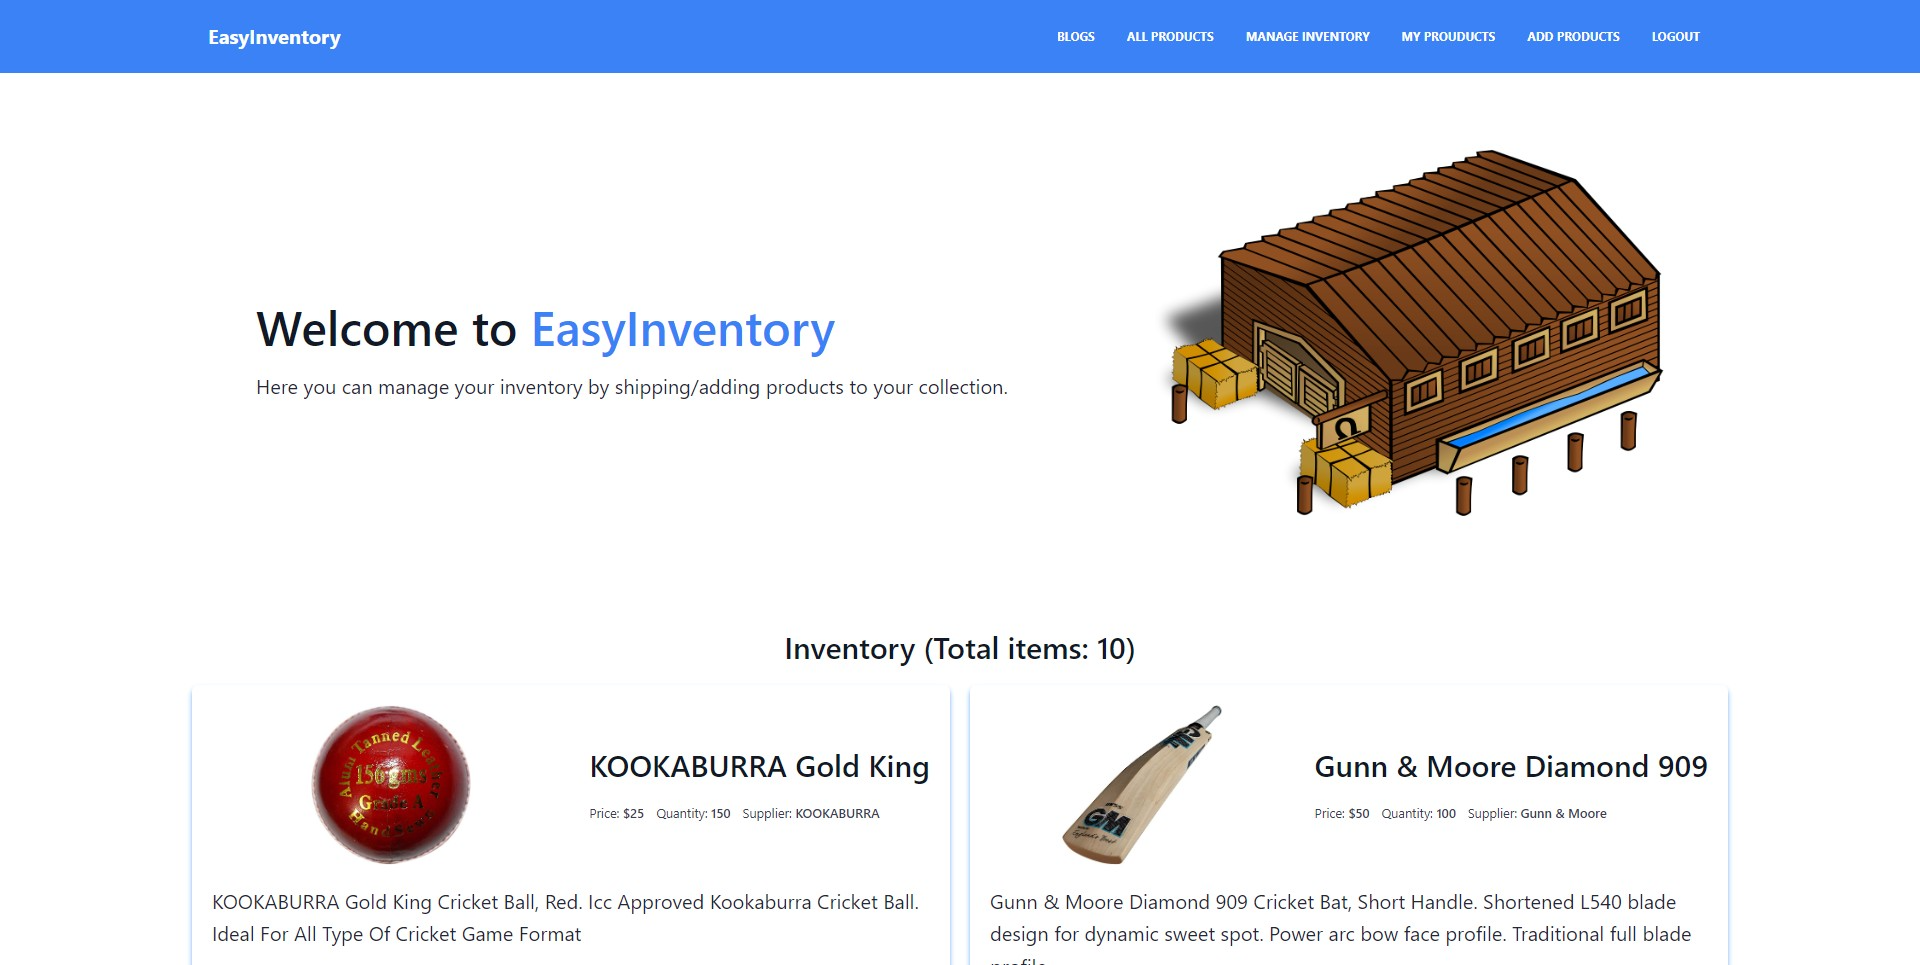 EasyInventory
BLOGS
ALL PRODUCTS
MANAGE INVENTORY
MY PROUDUCTS
ADD PRODUCTS
LOGOUT
Welcome to EasyInventory
Here you can manage your inventory by shipping/adding products to your collection.
Ω
Inventory (Total items: 10)
Alum Tanned Leather
156 gms
Grade A
Hand Sewn
KOOKABURRA Gold King
Price: $25 Quantity: 150 Supplier: KOOKABURRA
KOOKABURRA Gold King Cricket Ball, Red. Icc Approved Kookaburra Cricket Ball.
Ideal For All Type Of Cricket Game Format
GM
Gunn & Moore Diamond 909
Price: $50 Quantity: 100 Supplier: Gunn & Moore
Gunn & Moore Diamond 909 Cricket Bat, Short Handle. Shortened L540 blade
design for dynamic sweet spot. Power arc bow face profile. Traditional full blade
profile